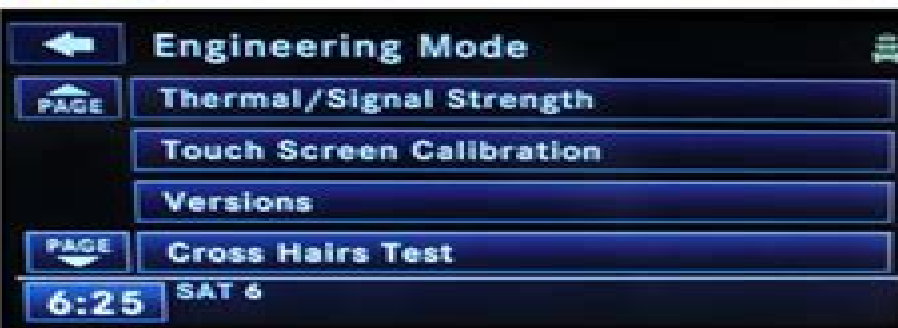 Engineering Mode
PAGE
Thermal/Signal Strength
Touch Screen Calibration
Versions
PAGE
Cross Hairs Test
6:25
SAT 6